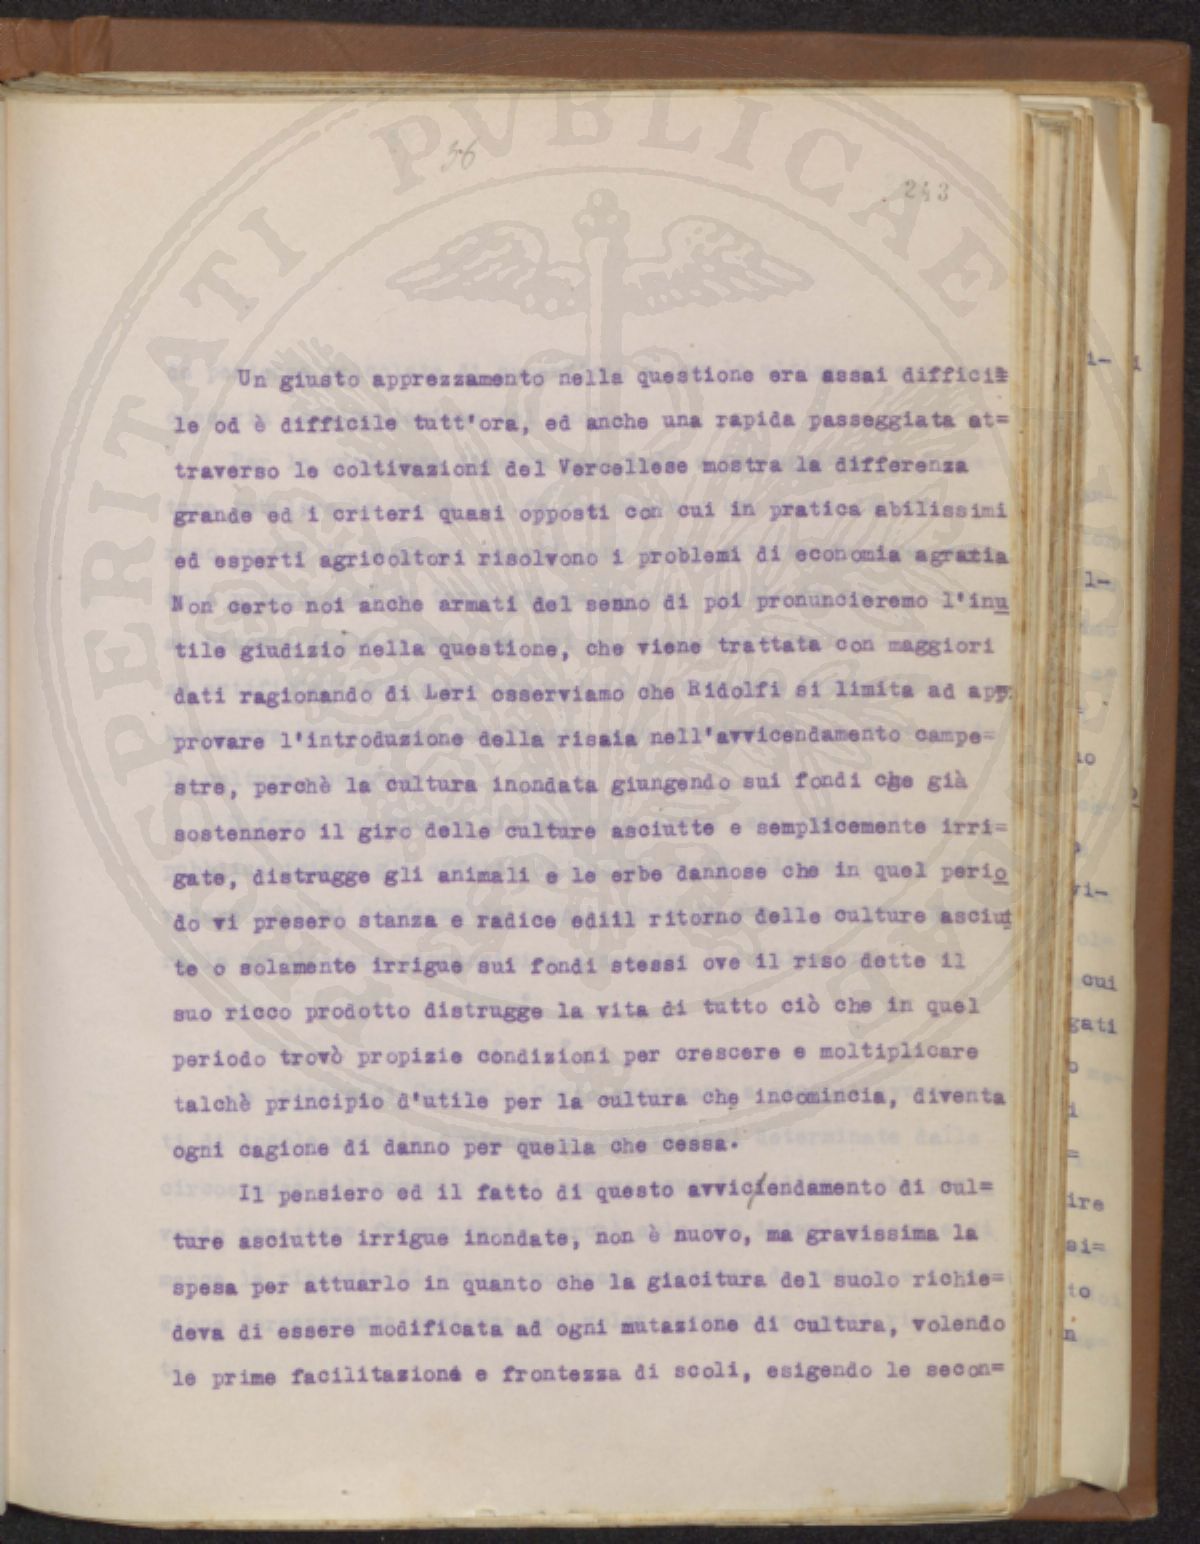 56
243
Un giusto apprezzamento nella questione era assai diffici=
le od è difficile tutt'ora, ed anche una rapida passeggiata at=
traverso le coltivazioni del Vercellese mostra la differenza
grande ed i criteri quasi opposti con cui in pratica abilissimi
ed esperti agricoltori risolvono i problemi di economia agraria
Non certo noi anche armati del senno di poi pronuncieremo l'inu
tile giudizio nella questione, che viene trattata con maggiori
dati ragionando di Leri osserviamo che Ridolfi si limita ad ap
provare l'introduzione della risaia nell'avvicendamento campe=
stre, perchè la cultura inondata giungendo sui fondi che già
sostennero il giro delle culture asciutte e semplicemente irri=
gate, distrugge gli animali e le erbe dannose che in quel perio
do vi presero stanza e radice ediil ritorno delle culture asciut
te o solamente irrigue sui fondi stessi ove il riso dette il
suo ricco prodotto distrugge la vita di tutto ciò che in quel
periodo trovò propizie condizioni per crescere e moltiplicare
talchè principio d'utile per la cultura che incomincia, diventa
ogni cagione di danno per quella che cessa.
Il pensiero ed il fatto di questo avviciendamento di cul=
ture asciutte irrigue inondate, non è nuovo, ma gravissima la
spesa per attuarlo in quanto che la giacitura del suolo richie=
deva di essere modificata ad ogni mutazione di cultura, volendo
le prime facilitazione e frontezza di scoli, esigendo le secon=